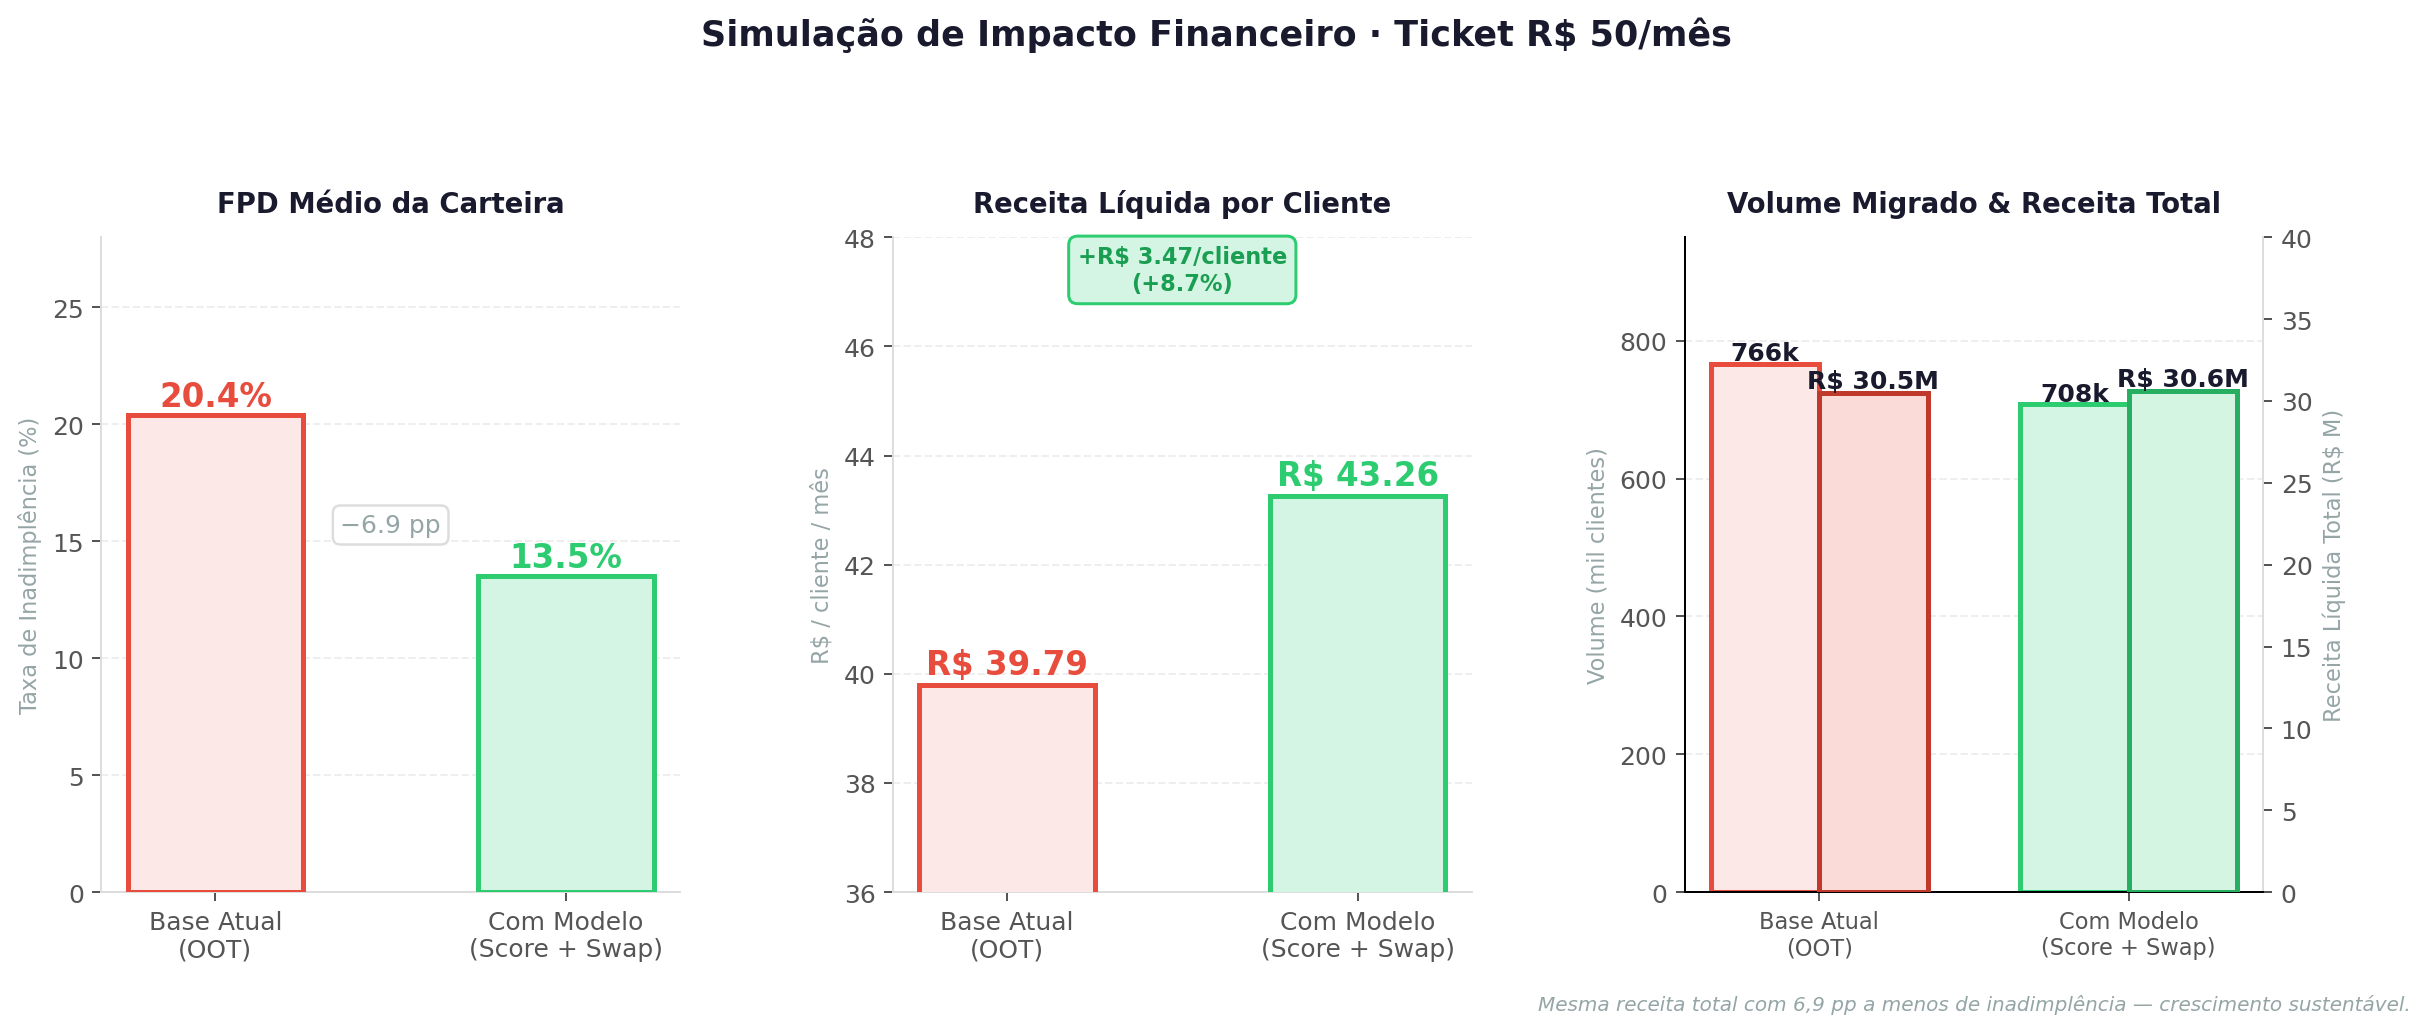 Simulação de Impacto Financeiro · Ticket R$ 50/mês
FPD Médio da Carteira
Taxa de Inadimplência (%)
25
20
15
10
5
0
20.4%
−6.9 pp
13.5%
Base Atual
(OOT)
Com Modelo
(Score + Swap)
Receita Líquida por Cliente
R$ / cliente / mês
48
46
44
42
40
38
36
+R$ 3.47/cliente
(+8.7%)
R$ 39.79
R$ 43.26
Base Atual
(OOT)
Com Modelo
(Score + Swap)
Volume Migrado & Receita Total
Volume (mil clientes)
800
600
400
200
0
766k
R$ 30.5M
708k
R$ 30.6M
Base Atual
(OOT)
Com Modelo
(Score + Swap)
40
35
30
25
20
15
10
5
0
Receita Líquida Total (R$ M)
Mesma receita total com 6,9 pp a menos de inadimplência — crescimento sustentável.